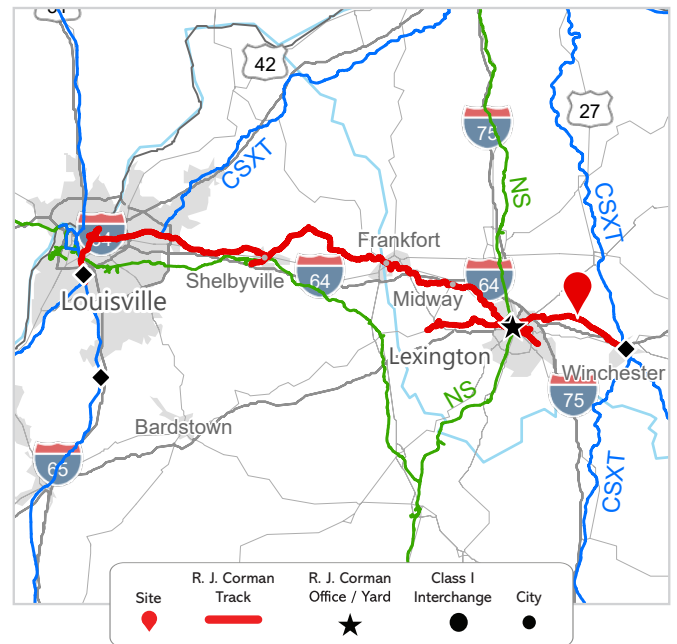 42
75
27
CSXT
NS
CSXT
Frankfort
Shelbyville
64
64
Midway
Louisville
Lexington
Winchester
75
NS
Bardstown
65
CSXT
R. J. Corman
Track
R. J. Corman
Office / Yard
Class I
Interchange
Site
City